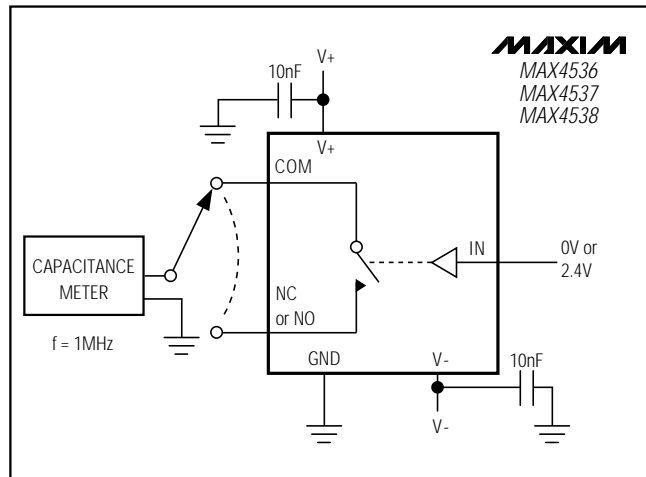 MAXIM
MAX4536
MAX4537
MAX4538
V+
10nF
V+
COM
IN
0V or
2.4V
CAPACITANCE
METER
NC
or NO
f = 1MHz
GND
V-
10nF
V-